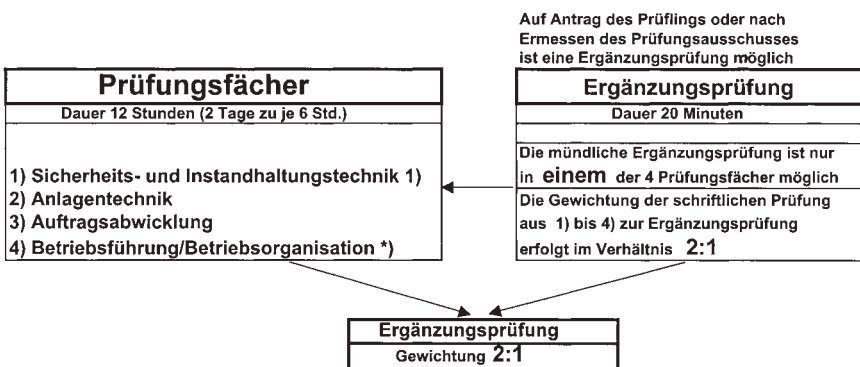 Auf Antrag des Prüflings oder nach
Ermessen des Prüfungsausschusses
ist eine Ergänzungsprüfung möglich
Prüfungsfächer
Dauer 12 Stunden (2 Tage zu je 6 Std.)
1) Sicherheits- und Instandhaltungstechnik 1)
2) Anlagentechnik
3) Auftragsabwicklung
4) Betriebsführung/Betriebsorganisation *)
Ergänzungsprüfung
Dauer 20 Minuten
Die mündliche Ergänzungsprüfung ist nur
in einem der 4 Prüfungsfächer möglich
Die Gewichtung der schriftlichen Prüfung
aus 1) bis 4) zur Ergänzungsprüfung
erfolgt im Verhältnis 2:1
Ergänzungsprüfung
Gewichtung 2:1